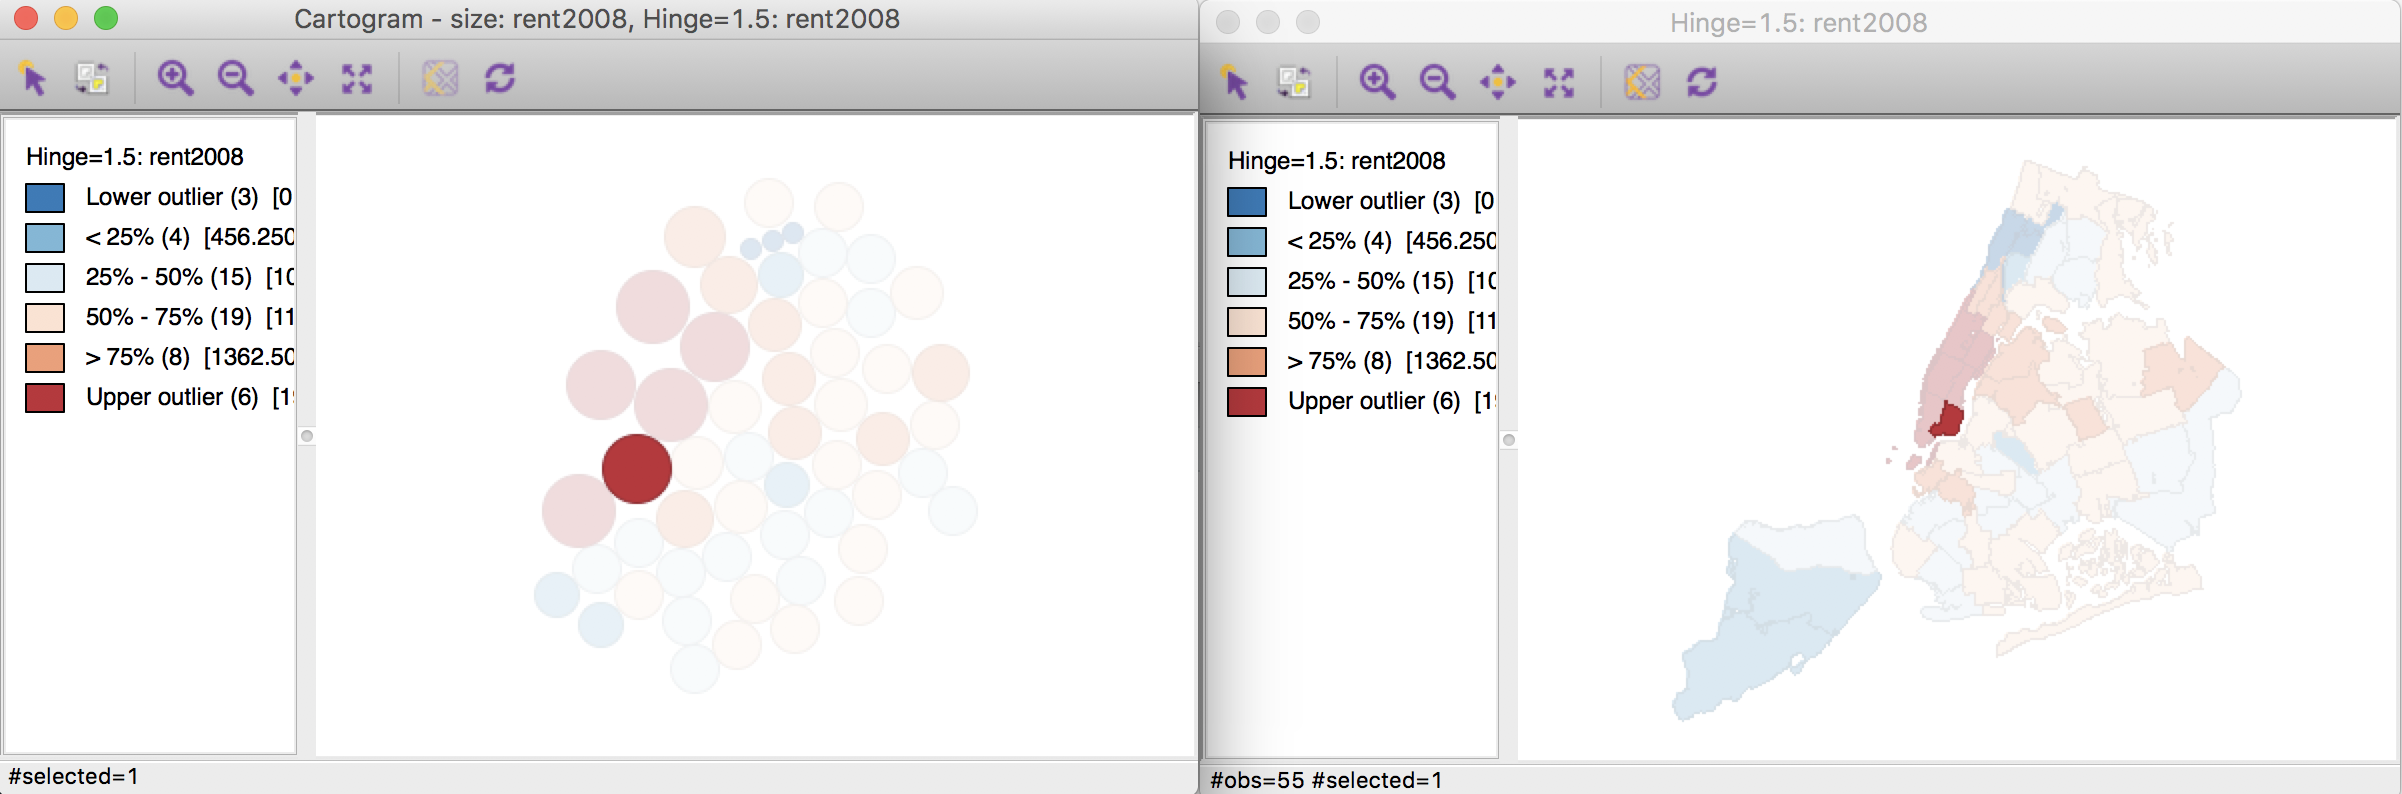 Cartogram - size: rent2008, Hinge=1.5: rent2008
Hinge=1.5: rent2008
Lower outlier (3) [0
< 25% (4) [456.250
25% - 50% (15) [10
50% - 75% (19) [11
> 75% (8) [1362.50
Upper outlier (6) [19
#selected=1
Hinge=1.5: rent2008
Hinge=1.5: rent2008
Lower outlier (3) [0
< 25% (4) [456.250
25% - 50% (15) [10
50% - 75% (19) [11
> 75% (8) [1362.50
Upper outlier (6) [19
#obs=55 #selected=1